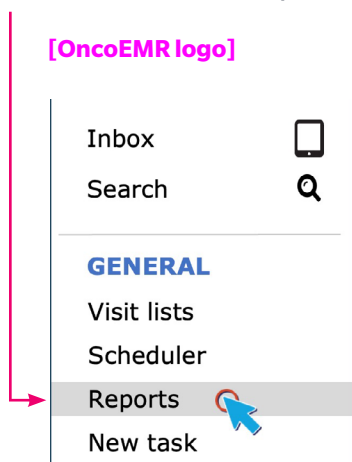 [OncoEMR logo]
Inbox
Search
GENERAL
Visit lists
Scheduler
Reports
New task